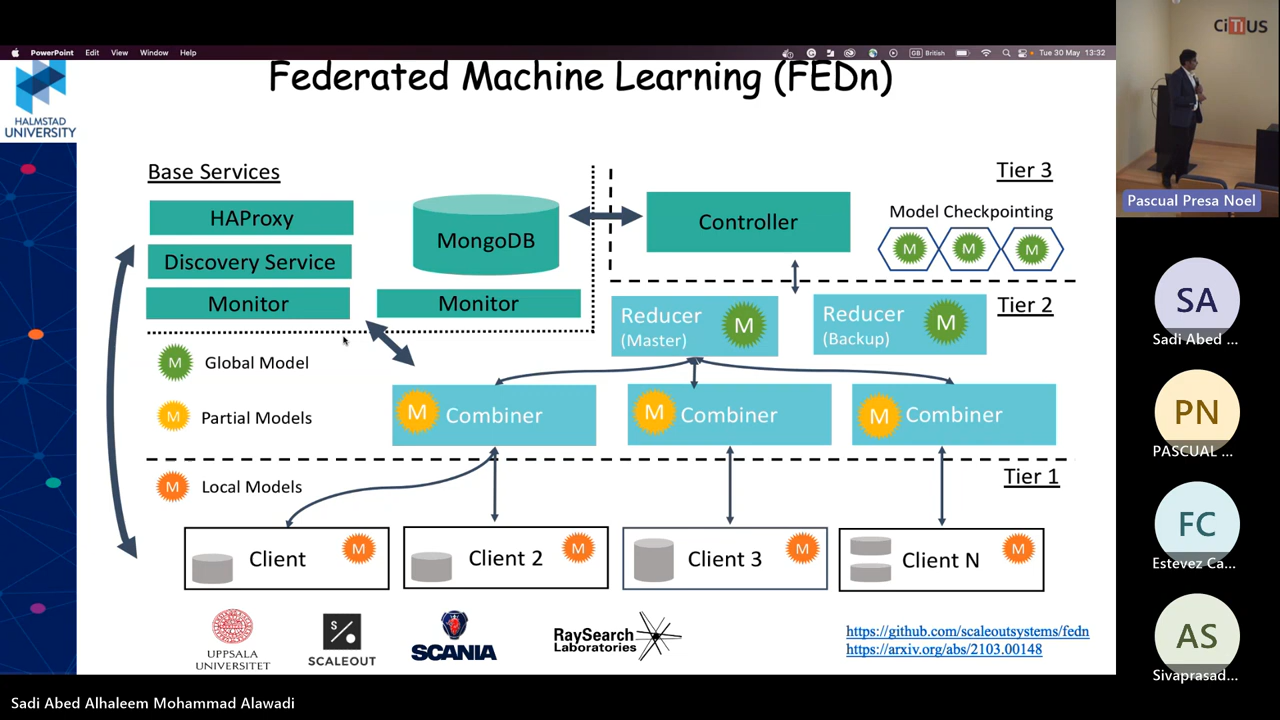 PowerPoint Edit View Window Help
British Tue 30 May 13:32
CiTIUS
HALMSTAD
UNIVERSITY
Federated Machine Learning (FEDn)
Base Services
HAProxy
Discovery Service
Monitor
MongoDB
Monitor
Tier 3
Controller
Model Checkpointing
M M M
Tier 2
Reducer
(Master)
M
Reducer
(Backup)
M
M Global Model
M Partial Models
M Combiner
M Combiner
M Combiner
Tier 1
M Local Models
Client M
Client 2 M
Client 3 M
Client N M
UPPSALA
UNIVERSITET
S/
SCALEOUT
SCANIA
RaySearch
Laboratories
https://github.com/scaleoutsystems/fedn
https://arxiv.org/abs/2103.00148
Pascual Presa Noel
SA
Sadi Abed ...
PN
PASCUAL ...
FC
Estevez Ca...
AS
Sivaprasad...
Sadi Abed Alhaleem Mohammad Alawadi